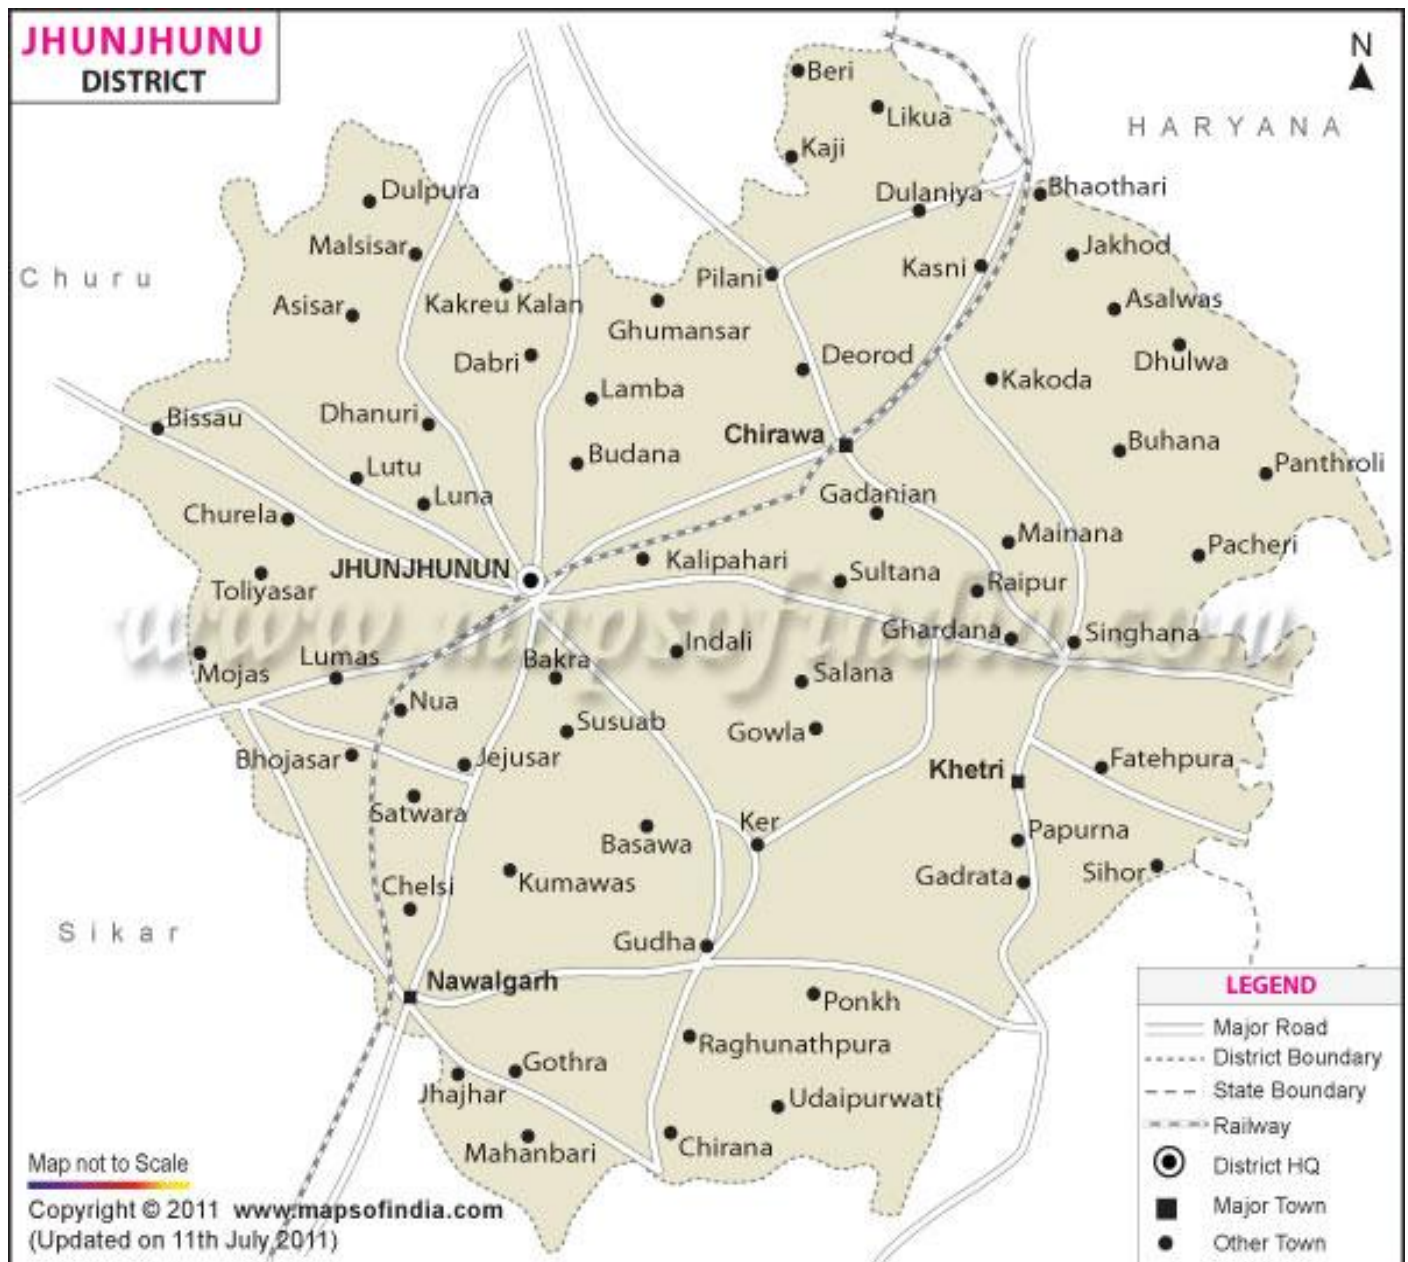 JHUNJHUNU
DISTRICT
N
HARYANA
Beri
Likua
Kaji
Dulaniya
Bhaothari
Dulpura
Malsisar
Churu
Asisar
Kakreu Kalan
Ghumansar
Pilani
Kasni
Jakhod
Asalwas
Dhulwa
Dabri
Deorod
Lamba
Kakoda
Bissau
Dhanuri
Chirawa
Buhana
Budana
Panthroli
Lutu
Luna
Gadanian
Churela
Mainana
Pacheri
JHUNJHUNUN
Kalipahari
Sultana
Raipur
Toliyasar
www.mapsofindia.com
Ghardana
Singhana
Indali
Bakra
Lumas
Mojas
Salana
Nua
Susuab
Gowla
Bhojasar
Jejusar
Khetri
Fatehpura
Satwara
Ker
Papurna
Basawa
Kumawas
Chelsi
Gadrata
Sihor
Sikar
Gudha
Nawalgarh
Ponkh
Raghunathpura
Gothra
Jhajhar
Udaipurwati
Mahanbari
Chirana
LEGEND
Major Road
District Boundary
State Boundary
Railway
District HQ
Major Town
Other Town
Map not to Scale
Copyright © 2011 www.mapsofindia.com
(Updated on 11th July 2011)